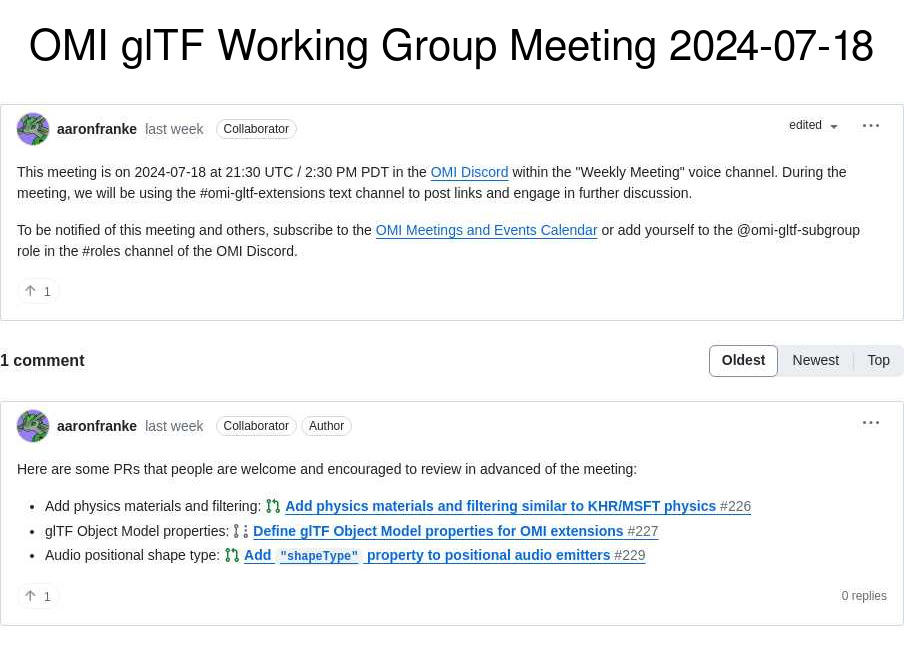 OMI glTF Working Group Meeting 2024-07-18
aaronfranke last week Collaborator edited
This meeting is on 2024-07-18 at 21:30 UTC / 2:30 PM PDT in the OMI Discord within the "Weekly Meeting" voice channel. During the
meeting, we will be using the #omi-gltf-extensions text channel to post links and engage in further discussion.
To be notified of this meeting and others, subscribe to the OMI Meetings and Events Calendar or add yourself to the @omi-gltf-subgroup
role in the #roles channel of the OMI Discord.
↑ 1
1 comment Oldest Newest Top
aaronfranke last week Collaborator Author
Here are some PRs that people are welcome and encouraged to review in advanced of the meeting:
• Add physics materials and filtering: Add physics materials and filtering similar to KHR/MSFT physics #226
• glTF Object Model properties: Define glTF Object Model properties for OMI extensions #227
• Audio positional shape type: Add "shapeType" property to positional audio emitters #229
↑ 1 0 replies